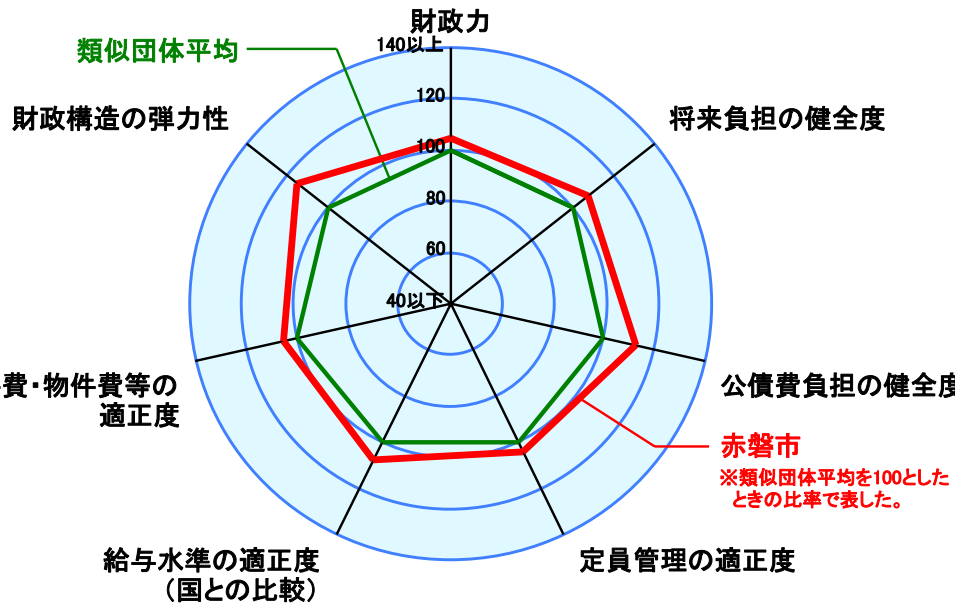 財政力
類似団体平均
140以上
120
財政構造の弾力性
将来負担の健全度
100
80
60
40以下
費・物件費等の
適正度
公債費負担の健全度
赤磐市
※類似団体平均を100とした
ときの比率で表した。
給与水準の適正度
（国との比較）
定員管理の適正度